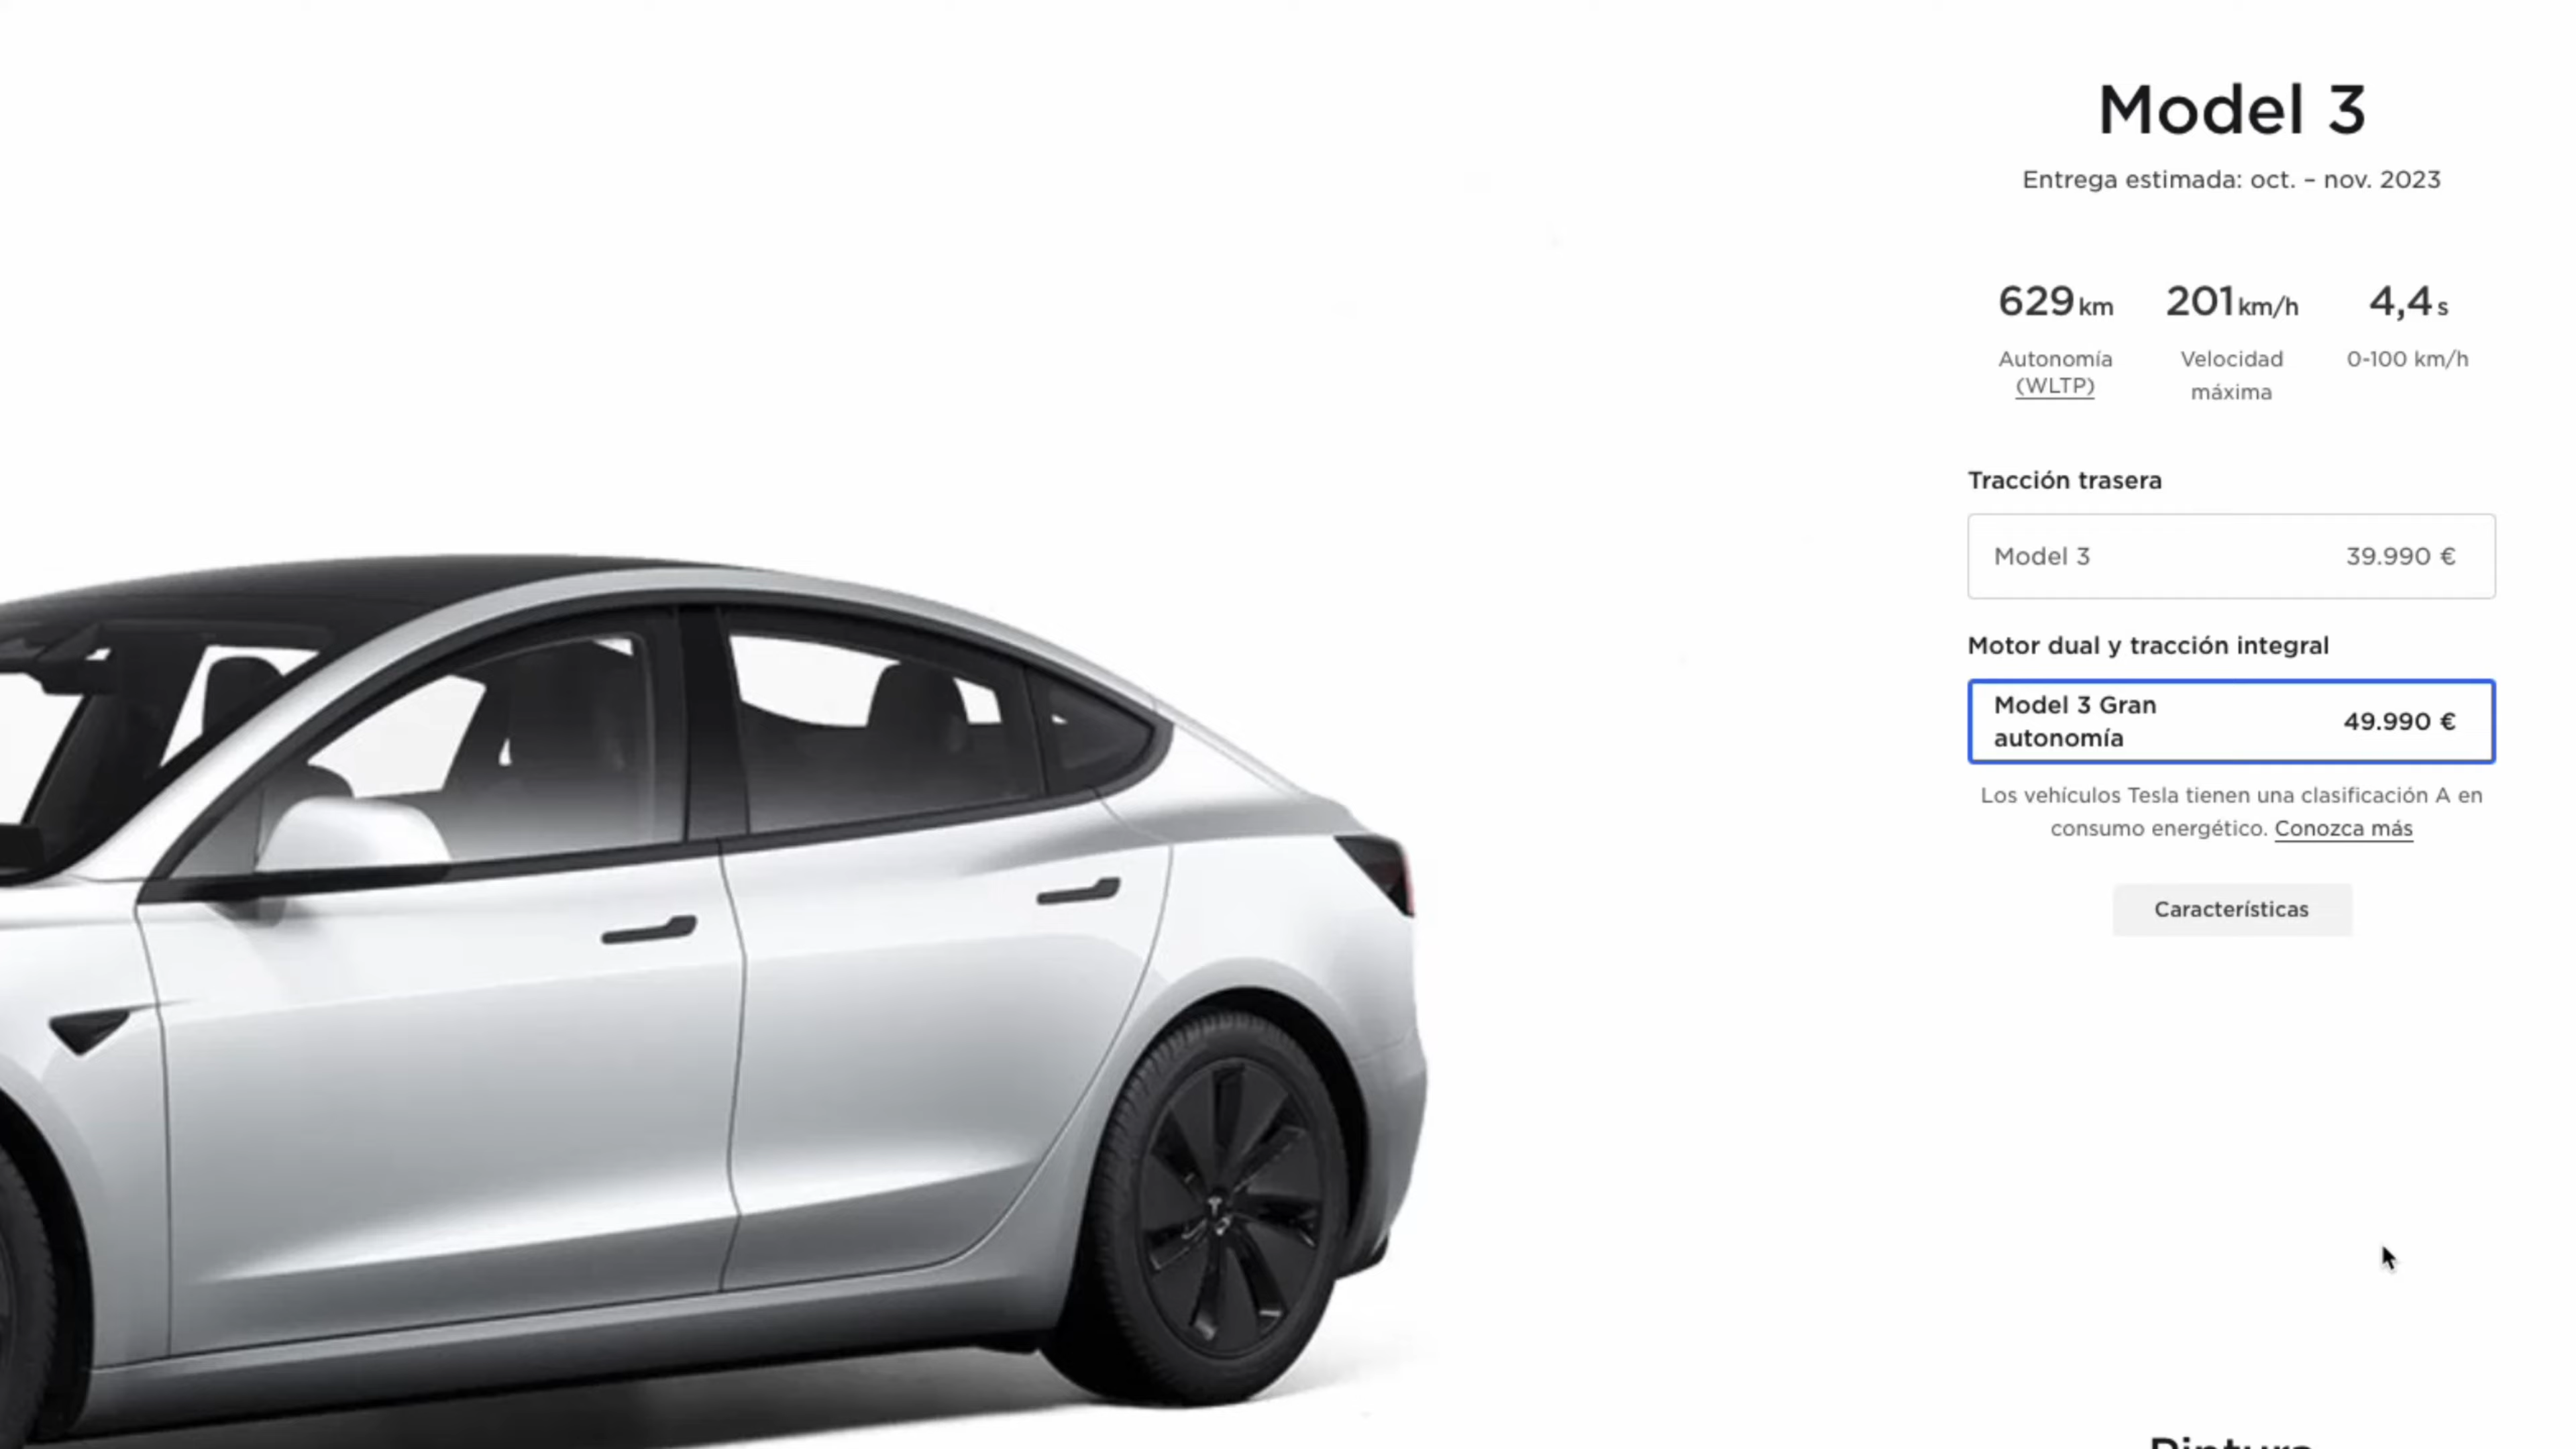 Model 3
Entrega estimada: oct. – nov. 2023
629 km 201 km/h 4,4 s
Autonomía (WLTP) Velocidad máxima 0-100 km/h
Tracción trasera
Model 3 39.990 €
Motor dual y tracción integral
Model 3 Gran autonomía 49.990 €
Los vehículos Tesla tienen una clasificación A en
consumo energético. Conozca más
Características
Pintura